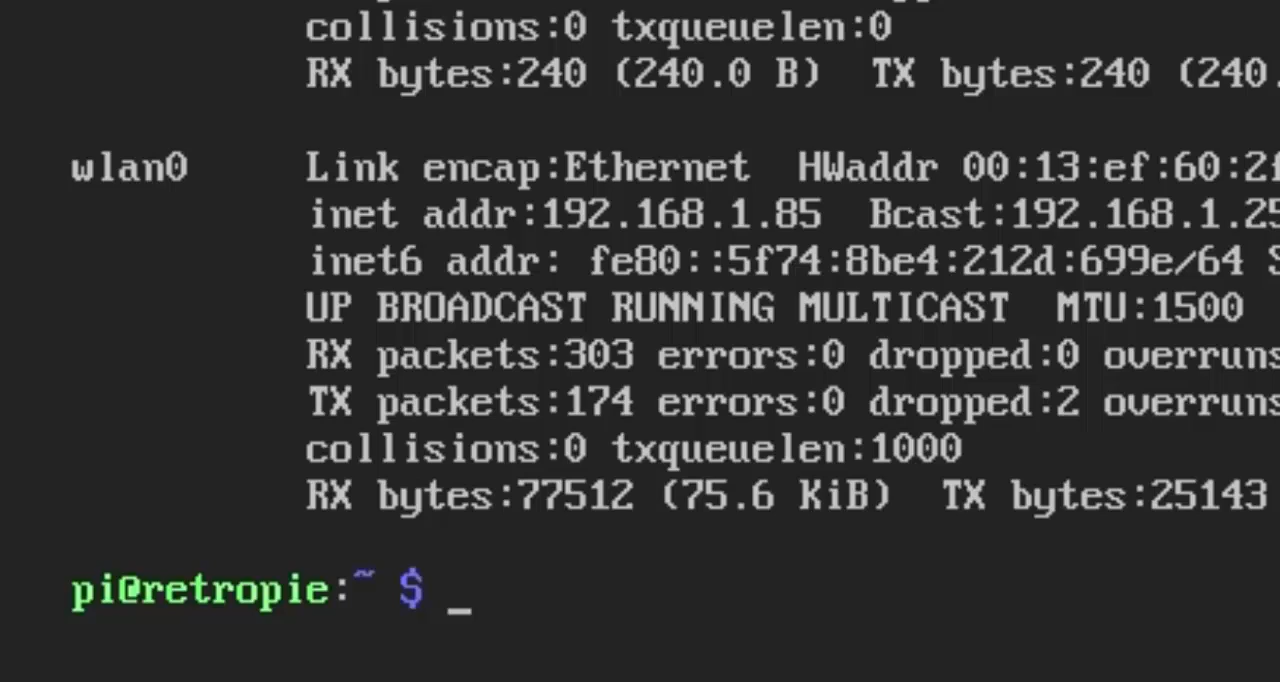 collisions:0 txqueuelen:0
RX bytes:240 (240.0 B)  TX bytes:240 (240.
wlan0     Link encap:Ethernet  HWaddr 00:13:ef:60:2f
inet addr:192.168.1.85  Bcast:192.168.1.25
inet6 addr: fe80::5f74:8be4:212d:699e/64 S
UP BROADCAST RUNNING MULTICAST  MTU:1500
RX packets:303 errors:0 dropped:0 overruns
TX packets:174 errors:0 dropped:2 overruns
collisions:0 txqueuelen:1000
RX bytes:77512 (75.6 KiB)  TX bytes:25143
pi@retropie:~ $ _